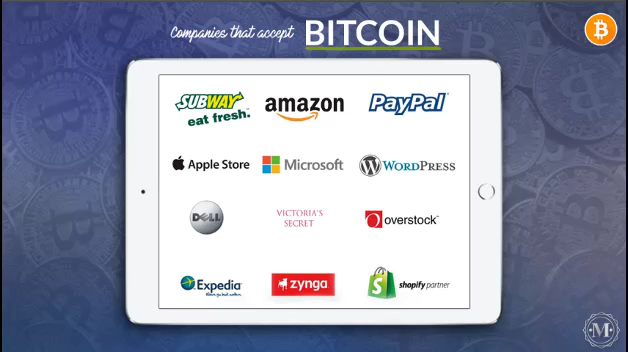 Companies that accept BITCOIN
SUBWAY
eat fresh.
amazon
PayPal
Apple Store
Microsoft
WORDPRESS
DELL
VICTORIA'S
SECRET
overstock
Expedia
zynga
shopify partner
M